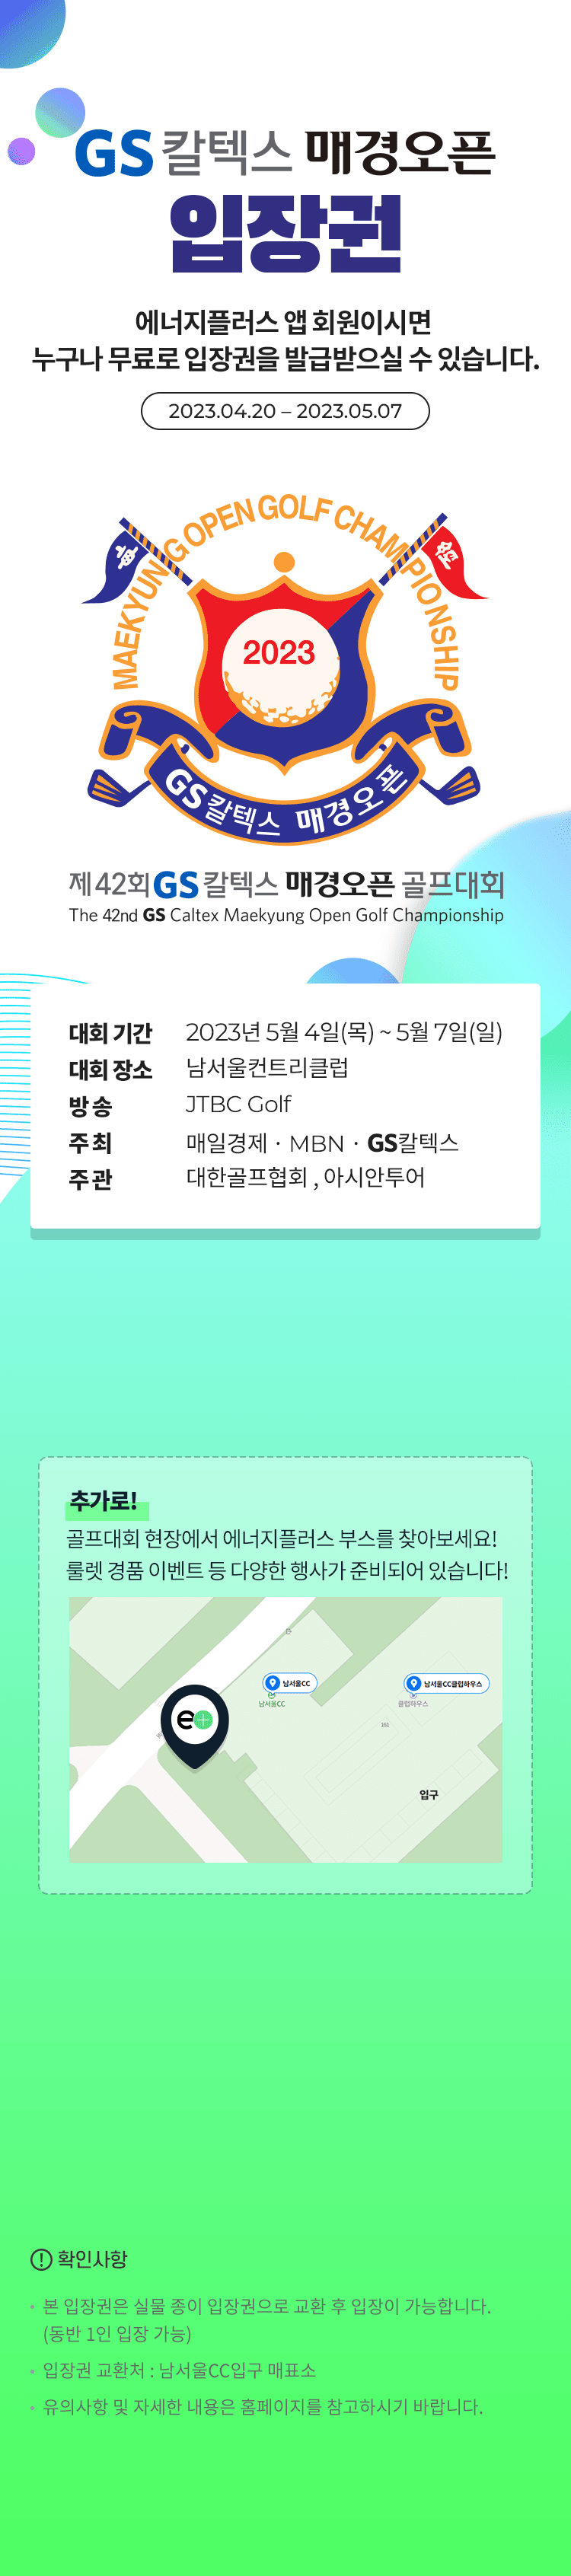 GS 칼텍스 매경오픈
입장권
에너지플러스 앱 회원이시면
누구나 무료로 입장권을 발급받으실 수 있습니다.
2023.04.20 – 2023.05.07
MAEKYUNG OPEN GOLF CHAMPIONSHIP
2023
GS칼텍스 매경오픈
제42회 GS 칼텍스 매경오픈 골프대회
The 42nd GS Caltex Maekyung Open Golf Championship
대회 기간 2023년 5월 4일(목) ~ 5월 7일(일)
대회 장소 남서울컨트리클럽
방 송 JTBC Golf
주 최 매일경제 · MBN · GS칼텍스
주 관 대한골프협회 , 아시안투어
추가로!
골프대회 현장에서 에너지플러스 부스를 찾아보세요!
룰렛 경품 이벤트 등 다양한 행사가 준비되어 있습니다!
남서울CC
남서울CC클럽하우스
남서울CC
클럽하우스
e+
입구
확인사항
· 본 입장권은 실물 종이 입장권으로 교환 후 입장이 가능합니다.
(동반 1인 입장 가능)
· 입장권 교환처 : 남서울CC입구 매표소
· 유의사항 및 자세한 내용은 홈페이지를 참고하시기 바랍니다.